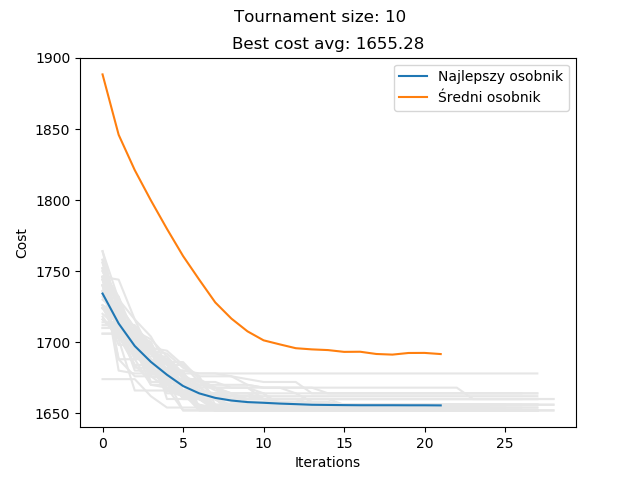 Tournament size: 10
Best cost avg: 1655.28
Najlepszy osobnik
Średni osobnik
1900
1850
1800
1750
1700
1650
Cost
0 5 10 15 20 25
Iterations